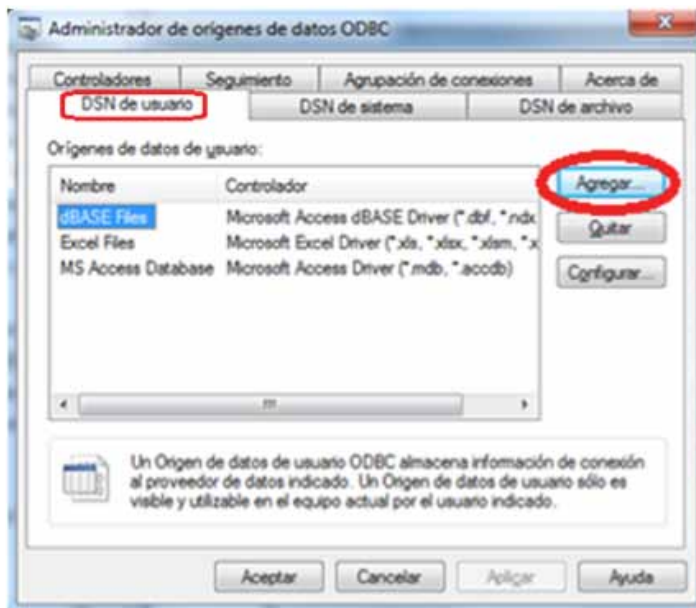 Administrador de orígenes de datos ODBC
Controladores Seguimiento Agrupación de conexiones Acerca de
DSN de usuario DSN de sistema DSN de archivo
Orígenes de datos de usuario:
Nombre Controlador
dBASE Files Microsoft Access dBASE Driver (*.dbf, *.ndx
Excel Files Microsoft Excel Driver (*.xls, *.xlsx, *.xlsm, *.x
MS Access Database Microsoft Access Driver (*.mdb, *.accdb)
Agregar...
Quitar
Configurar...
Un Origen de datos de usuario ODBC almacena información de conexión
al proveedor de datos indicado. Un Origen de datos de usuario sólo es
visible y utilizable en el equipo actual por el usuario indicado.
Aceptar Cancelar Aplicar Ayuda